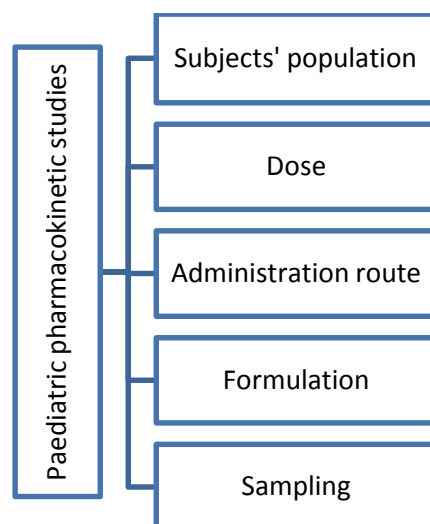 Paediatric pharmacokinetic studies
Subjects' population
Dose
Administration route
Formulation
Sampling